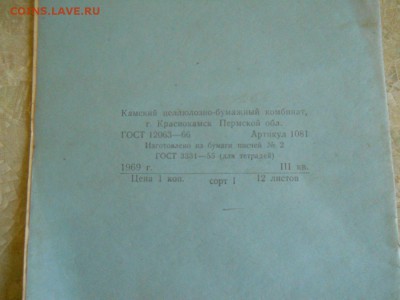 COINS.LAVE.RU
Камский целлюлозно-бумажный комбинат,
г. Краснокамск Пермской обл.
ГОСТ 12063—66 Артикул 1061
Изготовлено из бумаги писчей № 2
ГОСТ 3331—55 (для тетрадей)
1969 г. III кв.
Цена 1 коп. сорт 1 12 листов